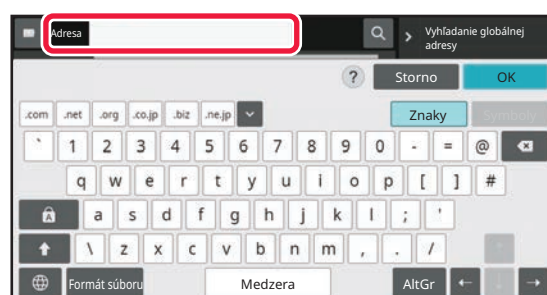 Adresa
Vyhľadanie globálnej
adresy
? Storno OK
.com .net .org .co.jp .biz .ne.jp Znaky Symboly
` 1 2 3 4 5 6 7 8 9 0 - = @
q w e r t y u i o p [ ] #
A a s d f g h j k l ; '
\ z x c v b n m , . /
Formát súboru Medzera AltGr